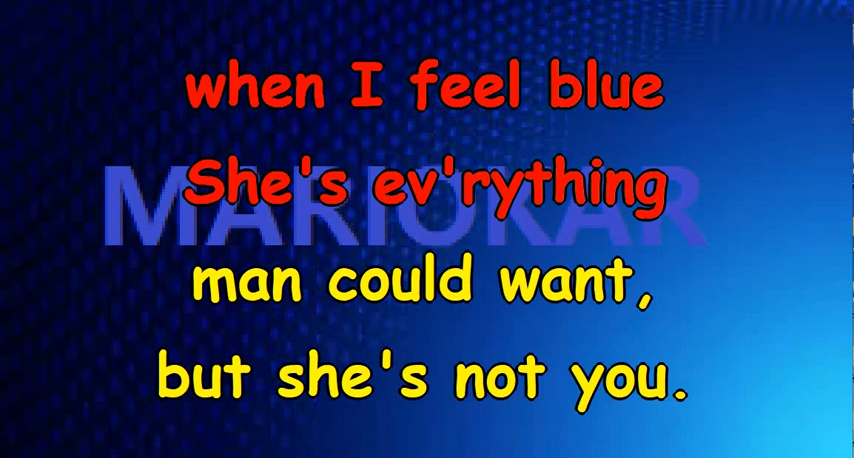 when I feel blue
She's ev'rything
MARIOKAR
man could want,
but she's not you.